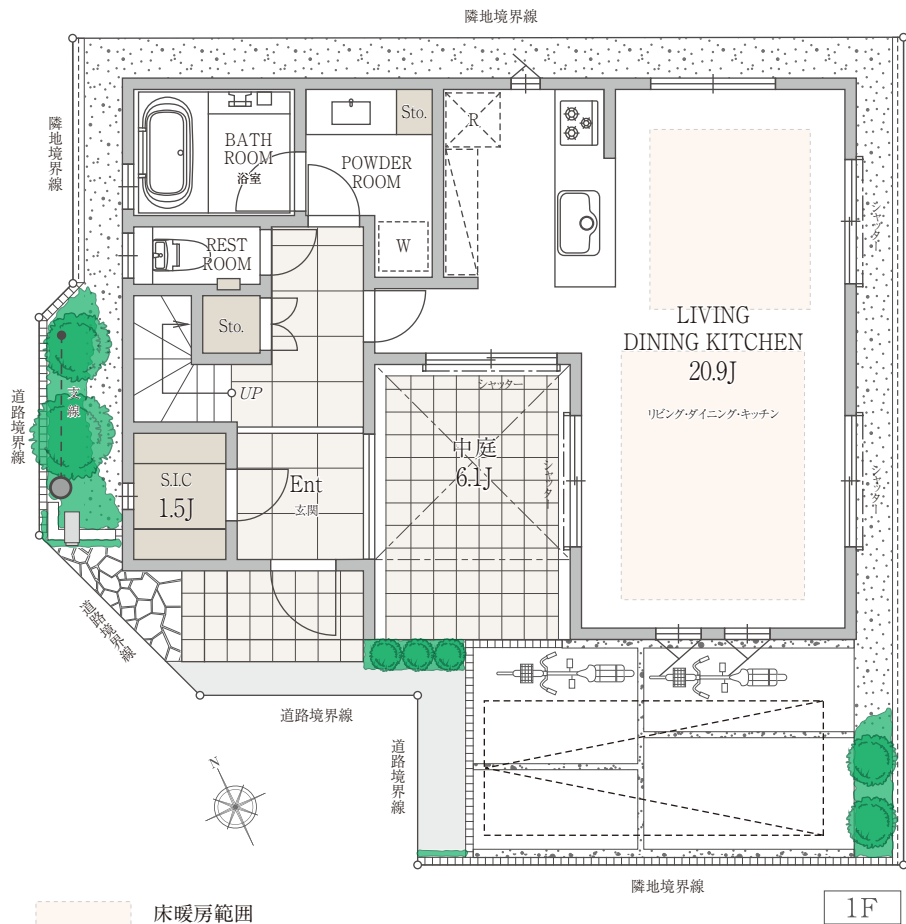 隣地境界線
隣地境界線
Sto.
R
BATH
ROOM
浴室
POWDER
ROOM
シャッター
W
REST
ROOM
Sto.
LIVING
DINING KITCHEN
20.9J
リビング・ダイニング・キッチン
シャッター
UP
支線
道路境界線
中庭
6.1J
シャッター
シャッター
S.I.C
1.5J
Ent
玄関
道路境界線
道路境界線
道路境界線
N
隣地境界線
床暖房範囲
1F